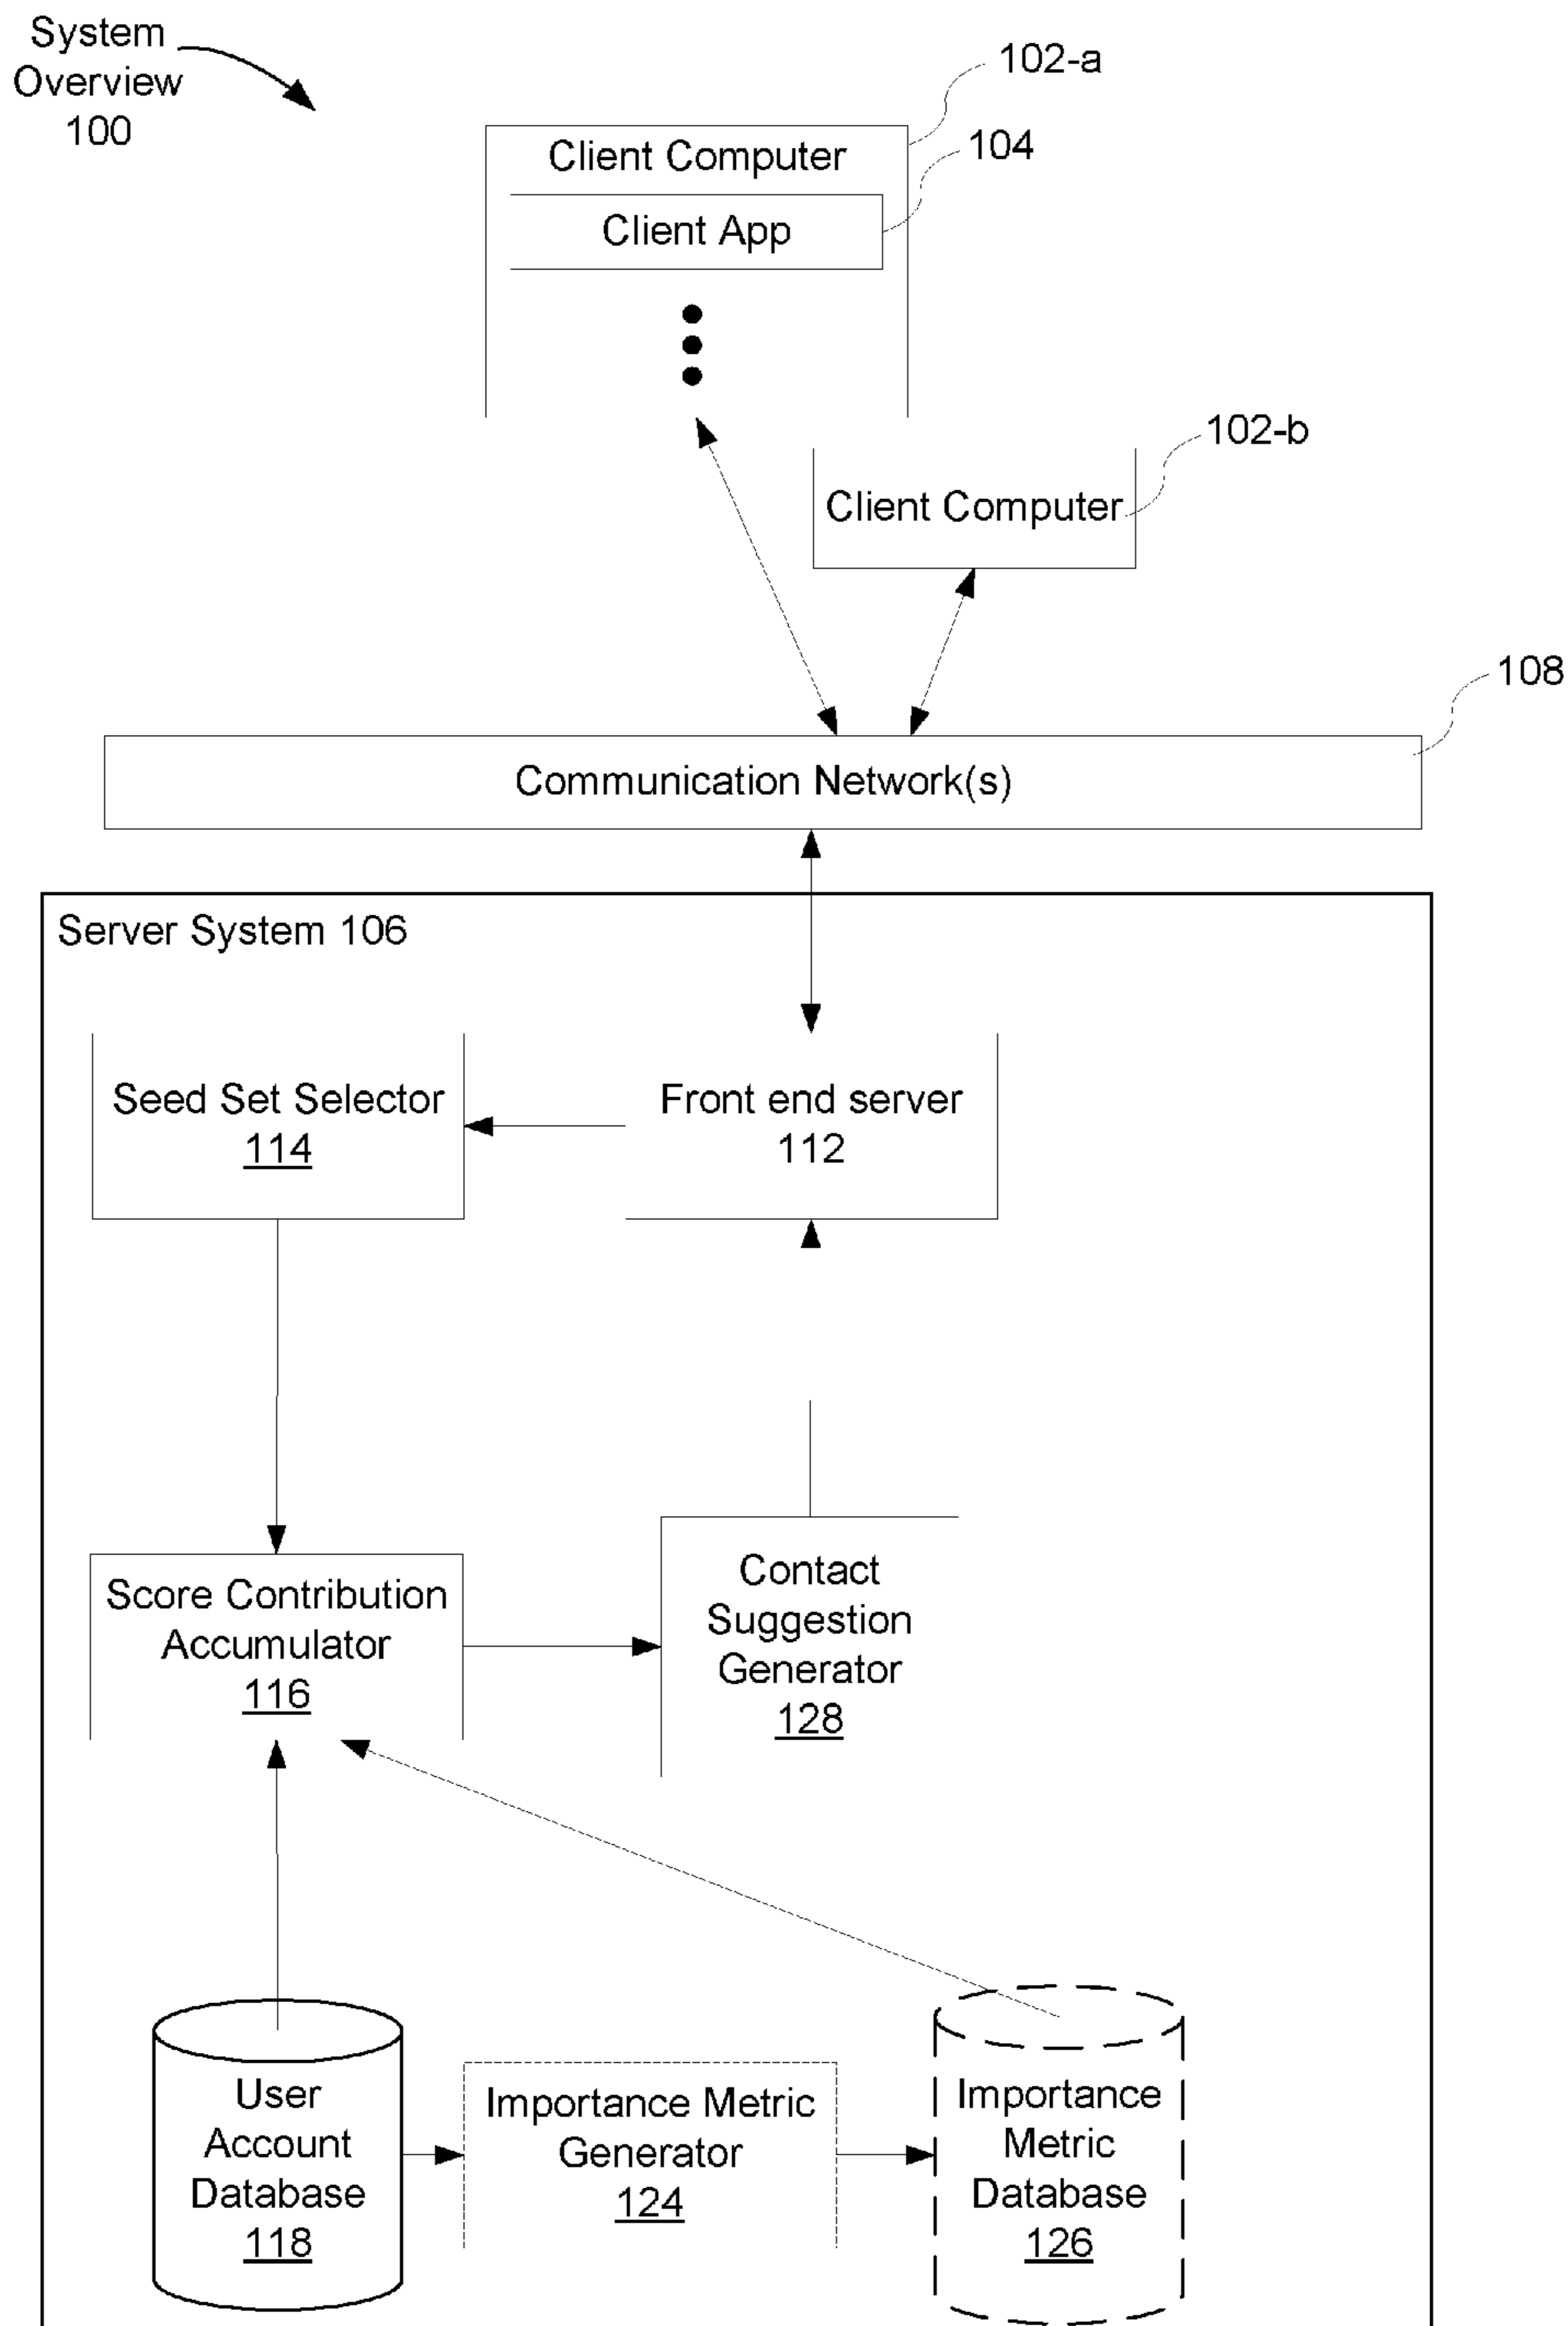 System
Overview
100
102-a
Client Computer
104
Client App
102-b
Client Computer
108
Communication Network(s)
Server System 106
Seed Set Selector
114
Front end server
112
Score Contribution
Accumulator
116
Contact
Suggestion
Generator
128
User
Account
Database
118
Importance Metric
Generator
124
Importance
Metric
Database
126